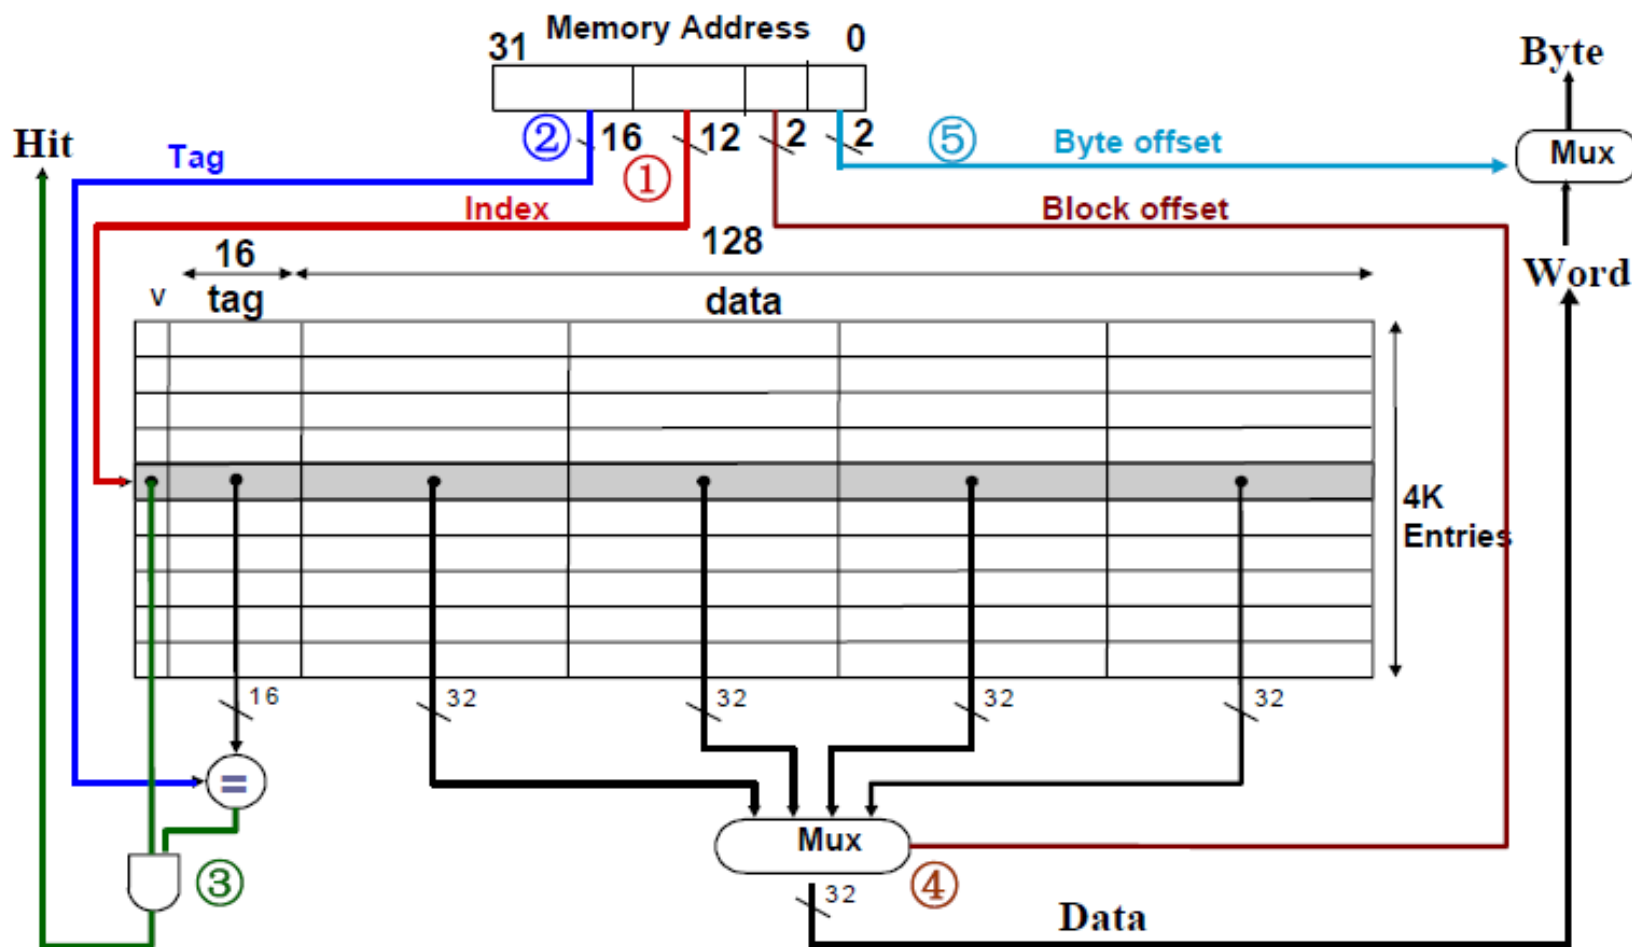 Memory Address
31
0
Byte
Hit
②
16
12
2
2
⑤
Byte offset
Mux
Tag
①
Index
Block offset
16
128
Word
v
tag
data
4K
Entries
16
32
32
32
32
=
Mux
③
④
32
Data